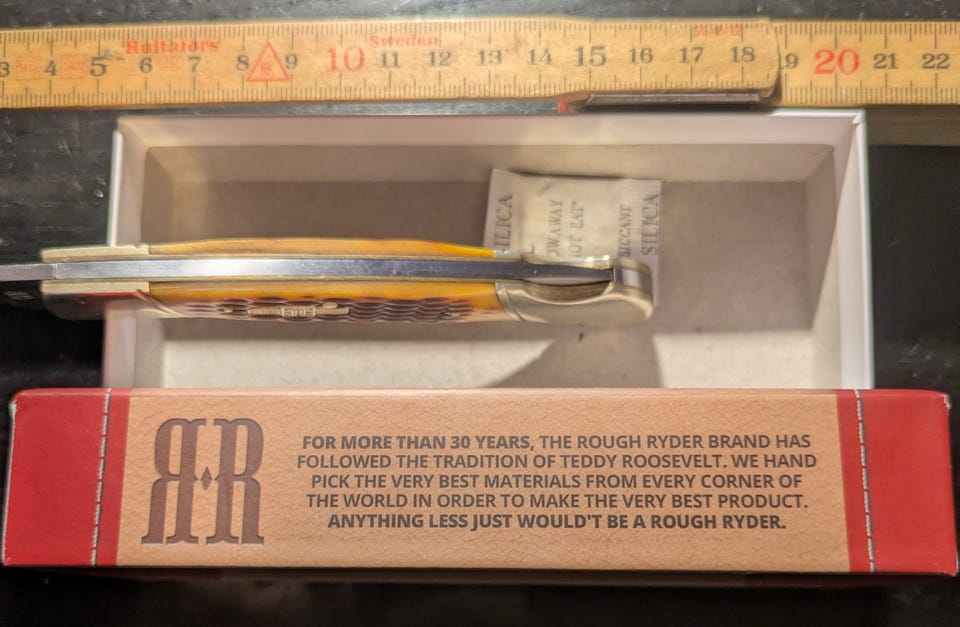 Hultafors Sweden
3 4 5 6 7 8 10 11 12 13 14 15 16 17 18 19 20 21 22
SILICA
NOT EAT
SICCANT
SILICA
RR
FOR MORE THAN 30 YEARS, THE ROUGH RYDER BRAND HAS
FOLLOWED THE TRADITION OF TEDDY ROOSEVELT. WE HAND
PICK THE VERY BEST MATERIALS FROM EVERY CORNER OF
THE WORLD IN ORDER TO MAKE THE VERY BEST PRODUCT.
ANYTHING LESS JUST WOULD'T BE A ROUGH RYDER.